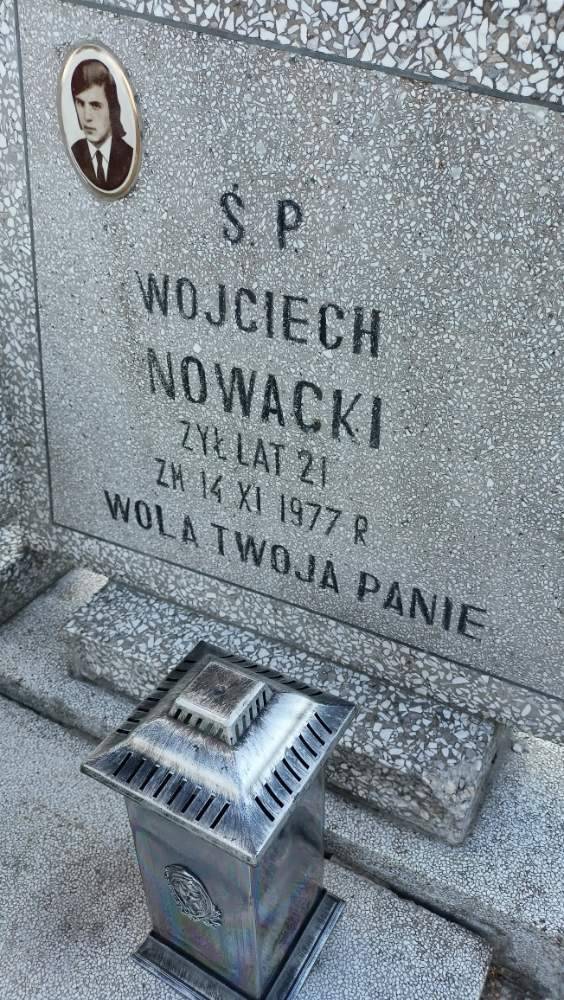 Ś. P
WOJCIECH
NOWACKI
ŻYŁ LAT 21
ZM 14 XI 1977 R
WOLA TWOJA PANIE